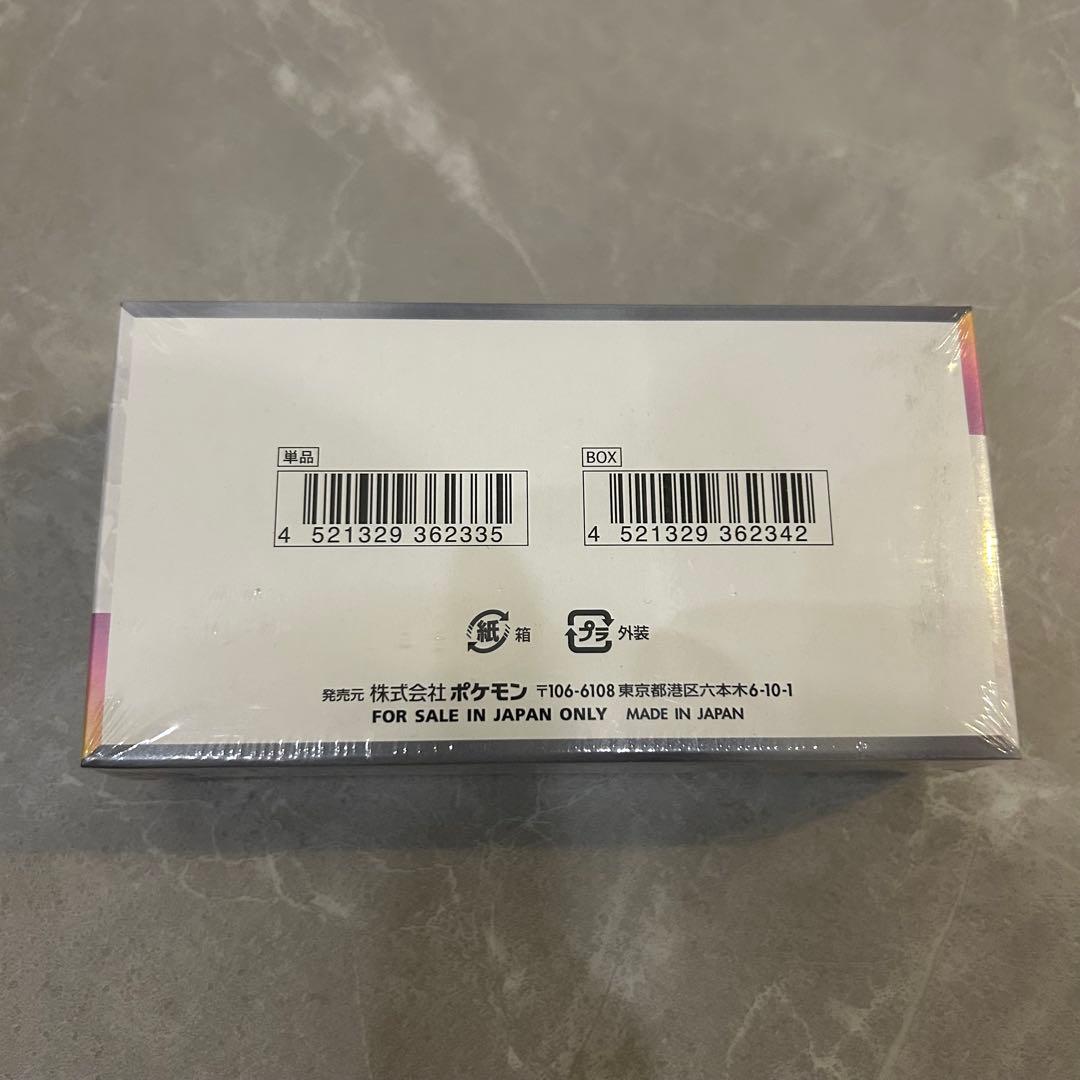 単品
BOX
4 521329 362335
4 521329 362342
紙 箱
プラ 外装
発売元 株式会社 ポケモン 〒106-6108 東京都港区六本木6-10-1
FOR SALE IN JAPAN ONLY MADE IN JAPAN